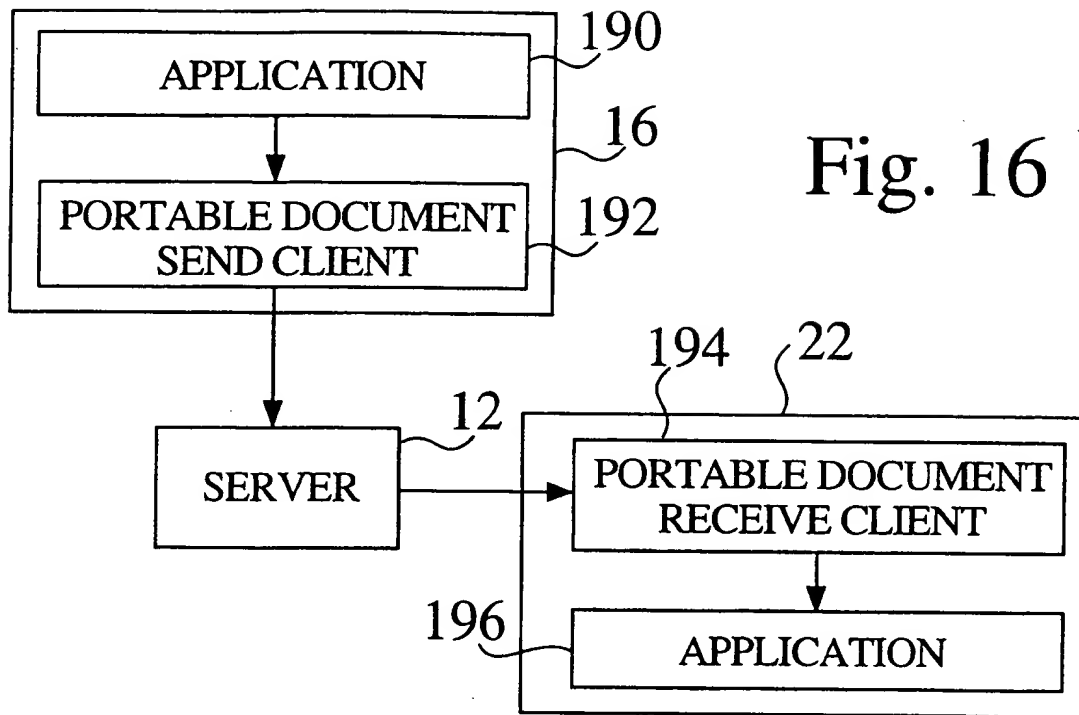 190
APPLICATION
16
Fig. 16
PORTABLE DOCUMENT
SEND CLIENT
192
194
22
12
SERVER
PORTABLE DOCUMENT
RECEIVE CLIENT
196
APPLICATION